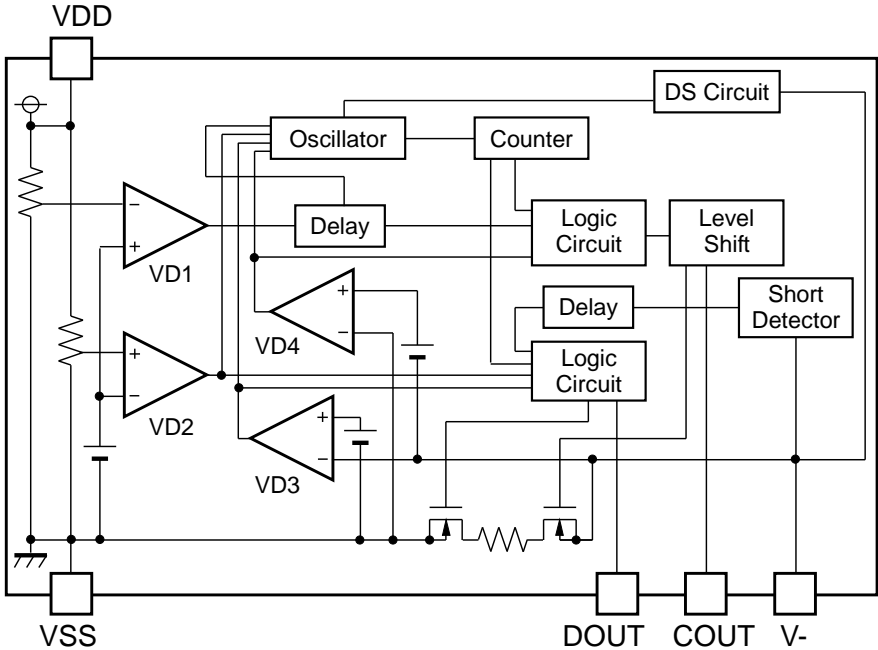 VDD
DS Circuit
Oscillator
Counter
−
+
VD1
Delay
Logic
Circuit
Level
Shift
+
−
VD4
Delay
Short
Detector
+
−
VD2
Logic
Circuit
+
−
VD3
VSS
DOUT
COUT
V-